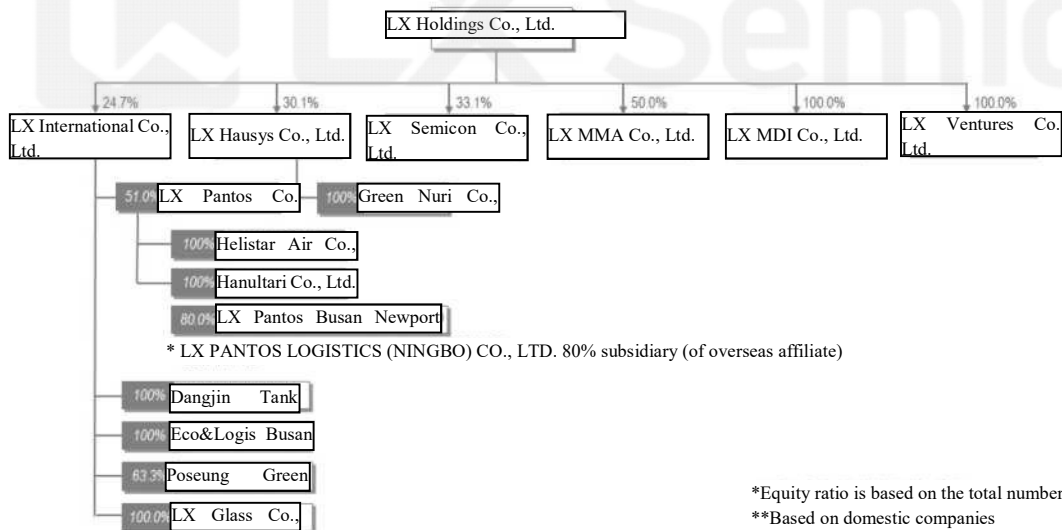 LX Semic
LX Holdings Co., Ltd.
24.7%
30.1%
33.1%
50.0%
100.0%
100.0%
LX International Co.,
Ltd.
LX Hausys Co., Ltd.
LX Semicon Co.,
Ltd.
LX MMA Co., Ltd.
LX MDI Co., Ltd.
LX Ventures Co.
Ltd.
51.0% LX Pantos Co.
100% Green Nuri Co.,
100% Helistar Air Co.,
100% Hanultari Co., Ltd.
80.0% LX Pantos Busan Newport
* LX PANTOS LOGISTICS (NINGBO) CO., LTD. 80% subsidiary (of overseas affiliate)
100% Dangjin Tank
100% Eco&Logis Busan
63.3% Poseung Green
100.0% LX Glass Co.,
*Equity ratio is based on the total number
**Based on domestic companies